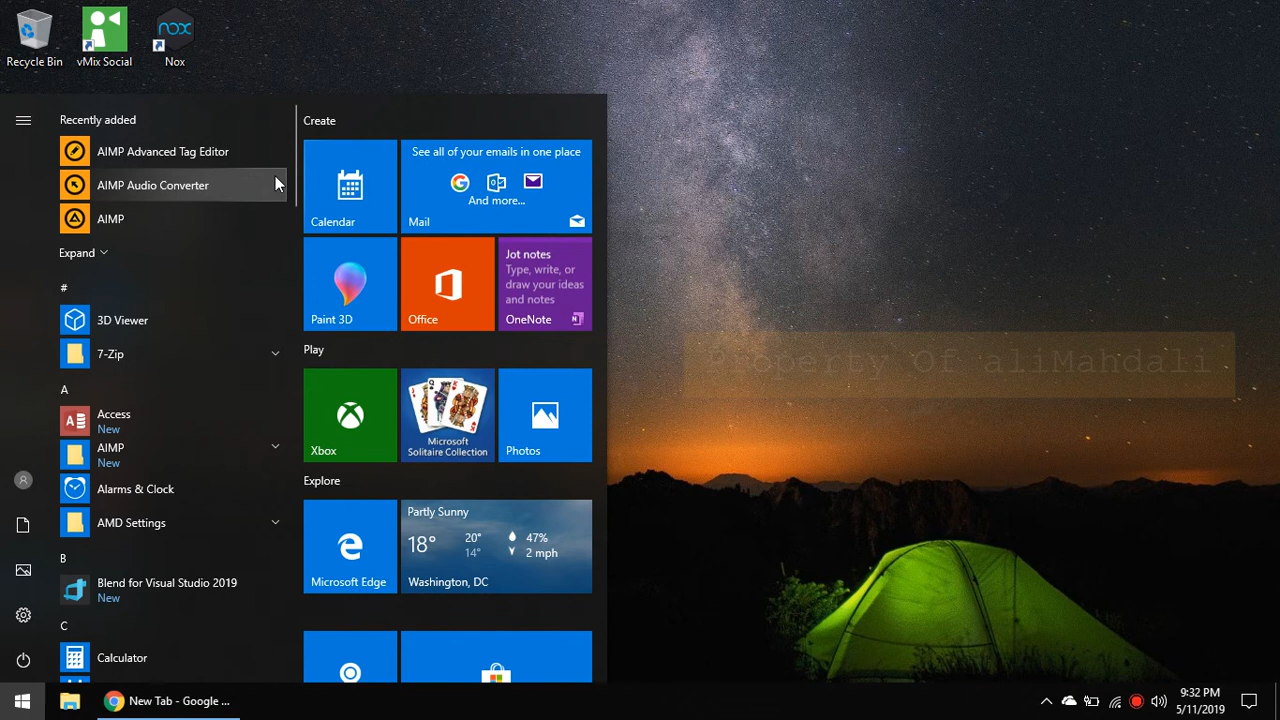 Recycle Bin
vMix Social
nox
Nox
Recently added
AIMP Advanced Tag Editor
AIMP Audio Converter
AIMP
Expand
#
3D Viewer
7-Zip
A
Access
New
AIMP
New
Alarms & Clock
AMD Settings
B
Blend for Visual Studio 2019
New
C
Calculator
Create
Calendar
See all of your emails in one place
And more...
Mail
Paint 3D
Office
Jot notes
Type, write, or
draw your ideas
and notes
OneNote
Play
Xbox
Microsoft
Solitaire Collection
Photos
Explore
Microsoft Edge
Partly Sunny
18° 20° 47%
14° 2 mph
Washington, DC
Property Of aliMahdali
New Tab - Google ...
9:32 PM
5/11/2019